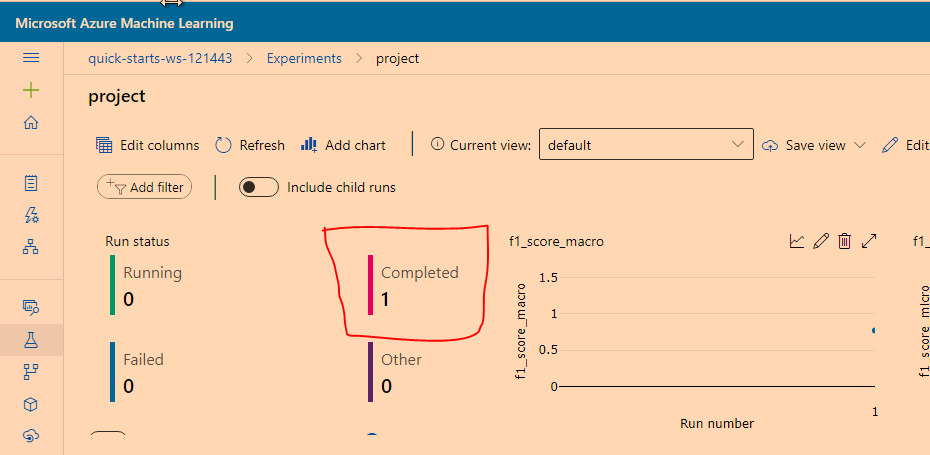 Microsoft Azure Machine Learning
quick-starts-ws-121443 > Experiments > project
project
Edit columns Refresh Add chart Current view: default Save view Edit
Add filter Include child runs
Run status
Running
0
Completed
1
Failed
0
Other
0
f1_score_macro
f1_score_macro
1.5
1
0.5
0
1
Run number
f1_
f1_score_micro